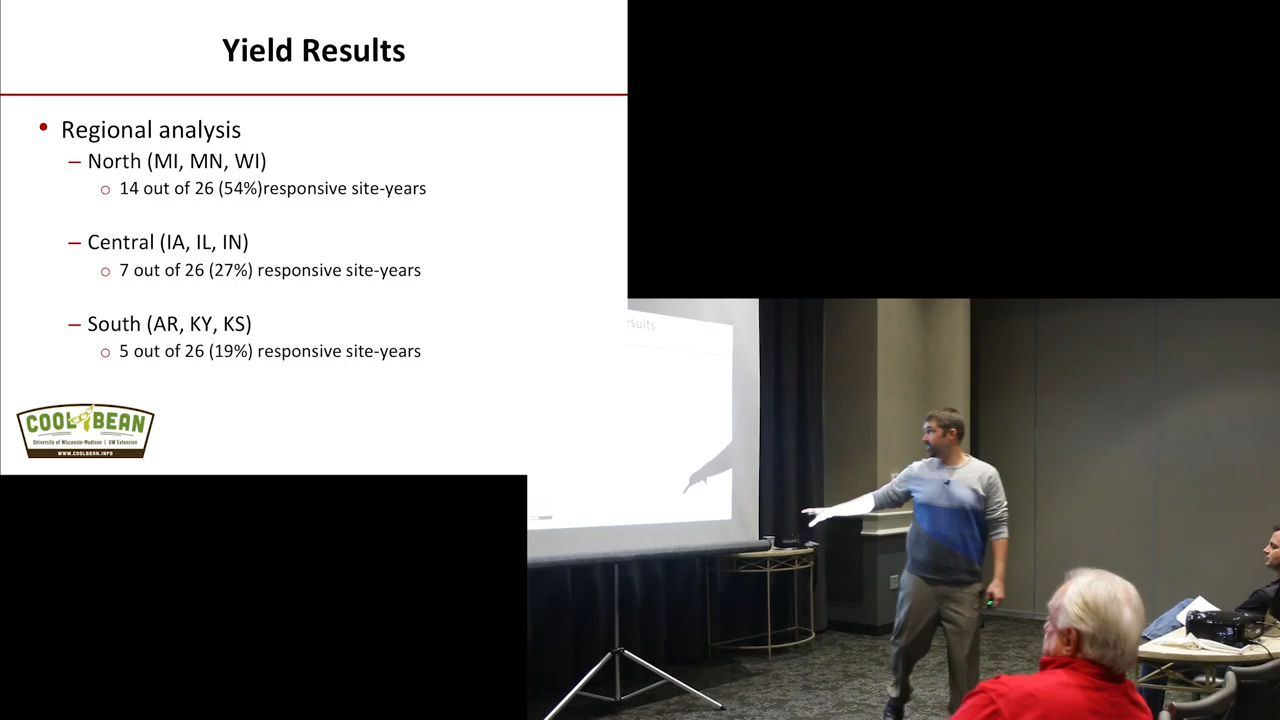 Yield Results
• Regional analysis
– North (MI, MN, WI)
○ 14 out of 26 (54%)responsive site-years
– Central (IA, IL, IN)
○ 7 out of 26 (27%) responsive site-years
– South (AR, KY, KS)
○ 5 out of 26 (19%) responsive site-years
COOL BEAN
University of Wisconsin-Madison | UW Extension
WWW.COOLBEAN.INFO
esults